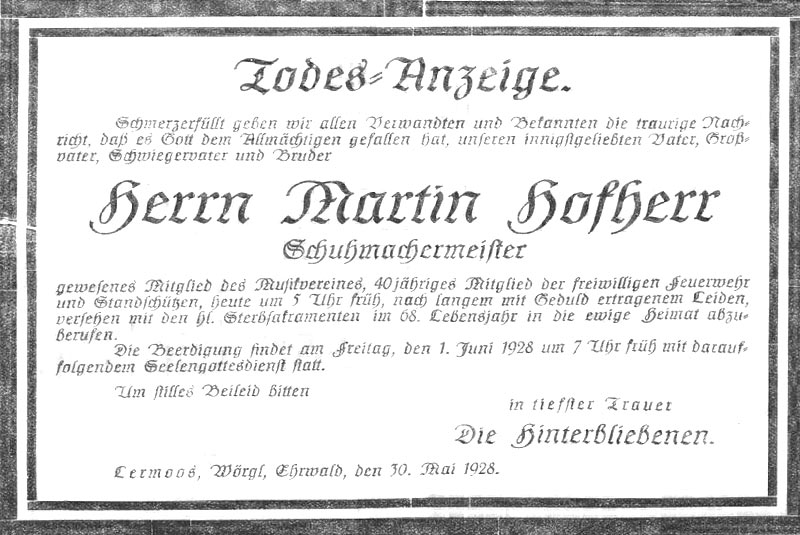 Todes-Anzeige.
Schmerzerfüllt geben wir allen Verwandten und Bekannten die traurige Nach-
richt, daß es Gott dem Allmächtigen gefallen hat, unseren innigstgeliebten Vater, Groß-
vater, Schwiegervater und Bruder
Herrn Martin Hofherr
Schuhmachermeister
gewesenes Mitglied des Musikvereines, 40jähriges Mitglied der freiwilligen Feuerwehr
und Standschützen, heute um 5 Uhr früh, nach langem mit Geduld ertragenem Leiden,
versehen mit den hl. Sterbsakramenten im 68. Lebensjahr in die ewige Heimat abzu-
berufen.
Die Beerdigung findet am Freitag, den 1. Juni 1928 um 7 Uhr früh mit darauf-
folgendem Seelengottesdienst statt.
Um stilles Beileid bitten
in tiefster Trauer
Die Hinterbliebenen.
Lermoos, Wörgl, Ehrwald, den 30. Mai 1928.